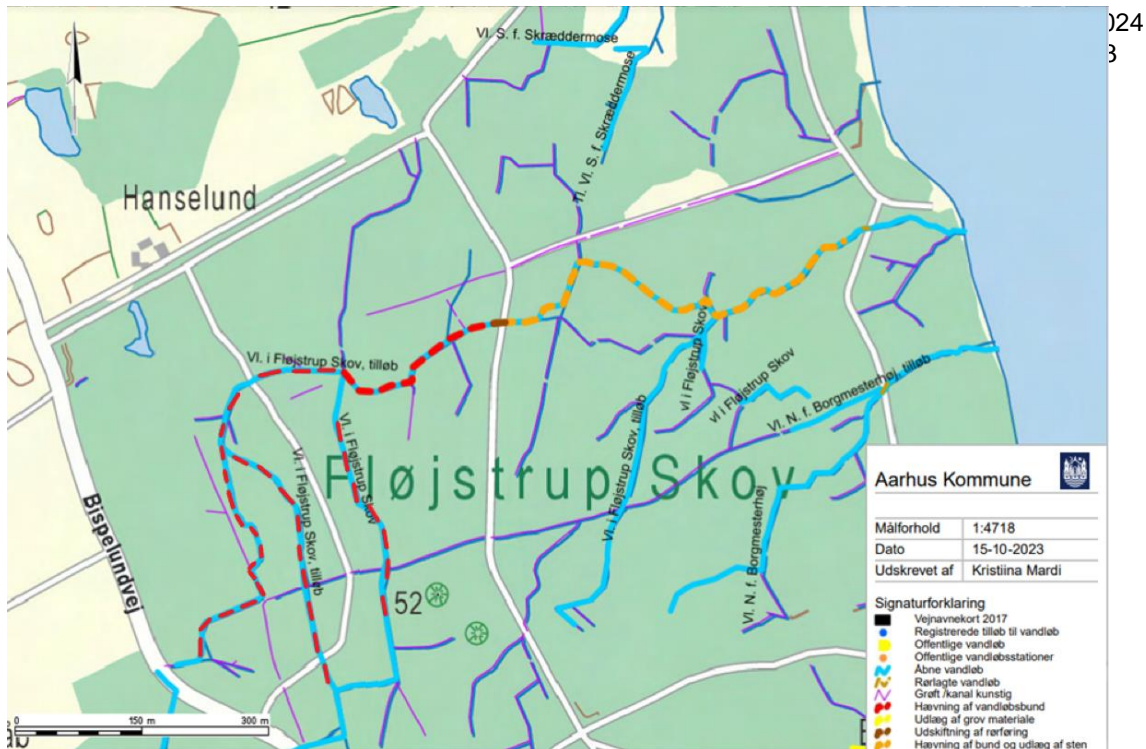 024
Vl. S. f. Skræddermose
Vl. S. f. Skræddermose
Hanselund
Vl. i Fløjstrup Skov, tilløb
Vl. i Fløjstrup Skov
Vl. i Fløjstrup Skov, tilløb
vl i Fløjstrup Skov
vl i Fløjstrup Skov
Vl. N. f. Borgmesterhøj, tilløb
Vl. i Fløjstrup Skov, tilløb
Fløjstrup Skov
Vl. N. f. Borgmesterhøj
Bispelundvej
52
0 150 m 300 m
Aarhus Kommune
Målforhold 1:4718
Dato 15-10-2023
Udskrevet af Kristiina Mardi
Signaturforklaring
Vejnavnekort 2017
Registrerede tilløb til vandløb
Offentlige vandløb
Offentlige vandløbsstationer
Åbne vandløb
Rørlagte vandløb
Grøft /kanal kunstig
Hævning af vandløbsbund
Udlæg af grov materiale
Udskiftning af rørføring
Hævning af bund og udlæg af sten